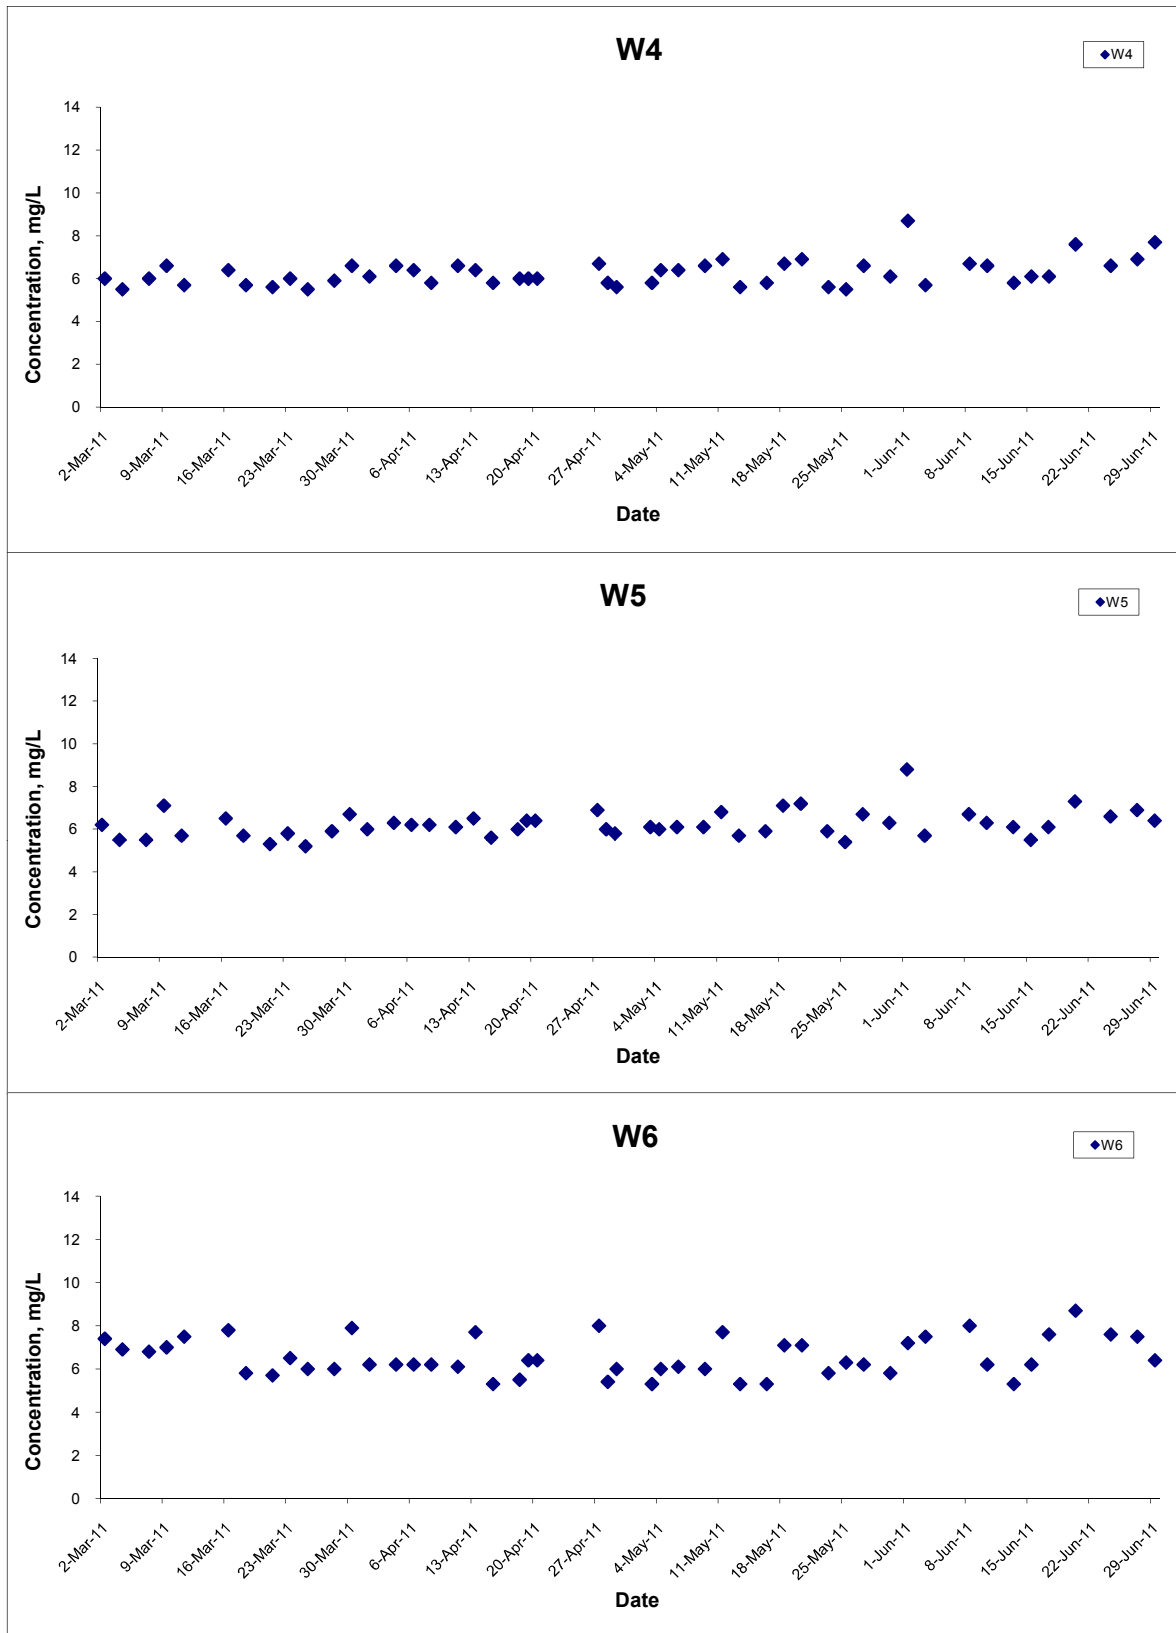 W4
W4
14
12
10
8
6
4
2
0
Concentration, mg/L
2-Mar-11
9-Mar-11
16-Mar-11
23-Mar-11
30-Mar-11
6-Apr-11
13-Apr-11
20-Apr-11
27-Apr-11
4-May-11
11-May-11
18-May-11
25-May-11
1-Jun-11
8-Jun-11
15-Jun-11
22-Jun-11
29-Jun-11
Date
W5
W5
14
12
10
8
6
4
2
0
Concentration, mg/L
2-Mar-11
9-Mar-11
16-Mar-11
23-Mar-11
30-Mar-11
6-Apr-11
13-Apr-11
20-Apr-11
27-Apr-11
4-May-11
11-May-11
18-May-11
25-May-11
1-Jun-11
8-Jun-11
15-Jun-11
22-Jun-11
29-Jun-11
Date
W6
W6
14
12
10
8
6
4
2
0
Concentration, mg/L
2-Mar-11
9-Mar-11
16-Mar-11
23-Mar-11
30-Mar-11
6-Apr-11
13-Apr-11
20-Apr-11
27-Apr-11
4-May-11
11-May-11
18-May-11
25-May-11
1-Jun-11
8-Jun-11
15-Jun-11
22-Jun-11
29-Jun-11
Date